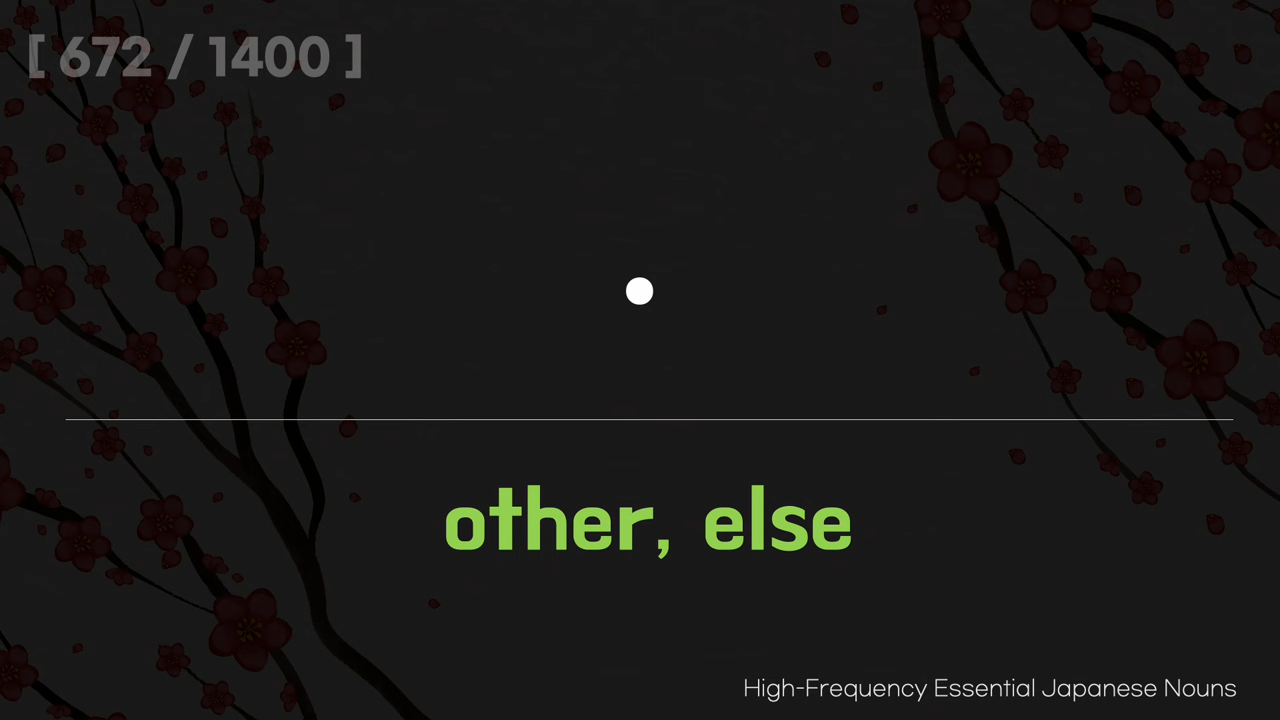 [ 672 / 1400 ]
other, else
High-Frequency Essential Japanese Nouns